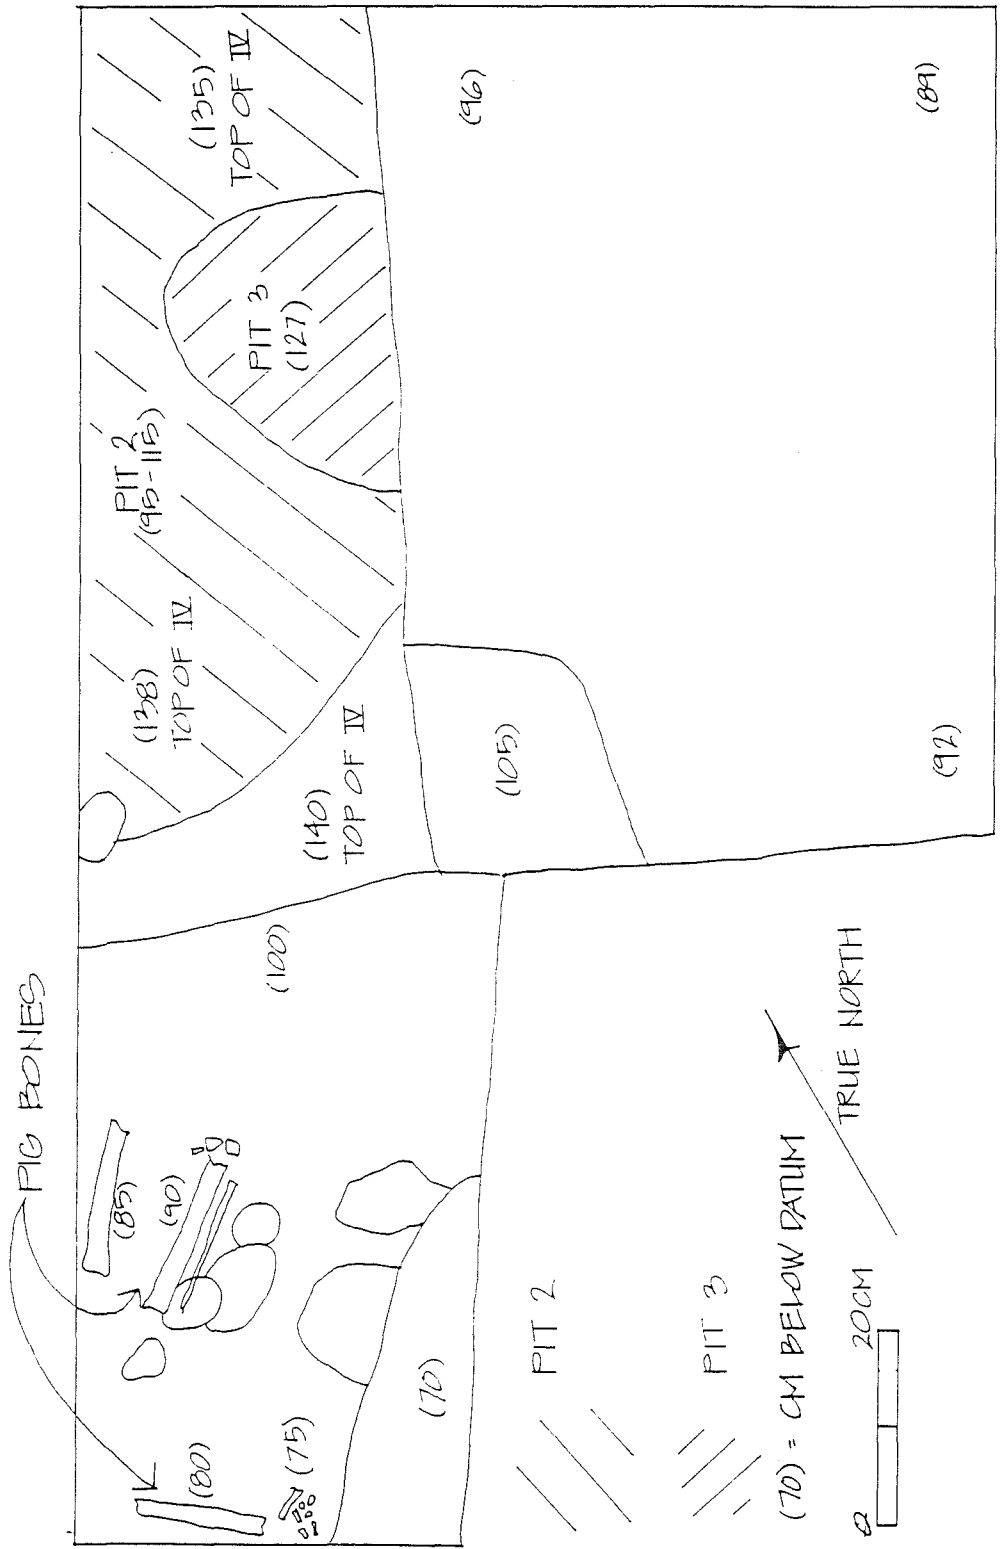 PIG BONES
(85)
(90)
(80)
(75)
(70)
(100)
(140)
TOP OF IV
(138)
TOP OF IV
PIT 2
(95-115)
PIT 3
(127)
(135)
TOP OF IV
(105)
(96)
(92)
(89)
PIT 2
PIT 3
(70) = CM BELOW DATUM
0 20CM
TRUE NORTH